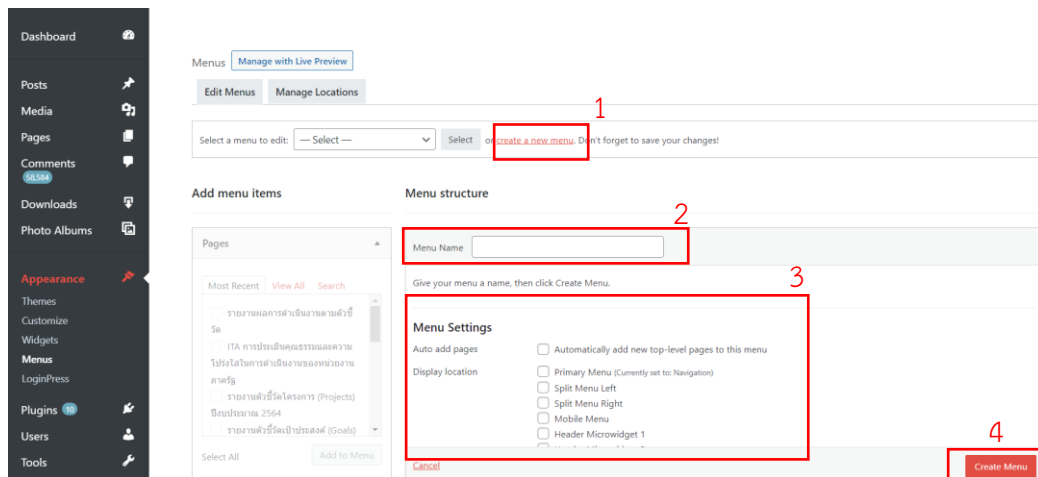 Dashboard
Posts
Media
Pages
Comments
58,584
Downloads
Photo Albums
Appearance
Themes
Customize
Widgets
Menus
LoginPress
Plugins 10
Users
Tools
Menus Manage with Live Preview
Edit Menus Manage Locations
1
Select a menu to edit: — Select — Select or create a new menu. Don't forget to save your changes!
Add menu items
Pages
Most Recent View All Search
รายงานผลการดำเนินงานตามตัวชี้
วัด
ITA การประเมินคุณธรรมและความ
โปร่งใสในการดำเนินงานของหน่วยงาน
ภาครัฐ
รายงานตัวชี้วัดโครงการ (Projects)
ปีงบประมาณ 2564
รายงานตัวชี้วัดเป้าประสงค์ (Goals)
Select All Add to Menu
Menu structure
2
Menu Name
Give your menu a name, then click Create Menu.
3
Menu Settings
Auto add pages Automatically add new top-level pages to this menu
Display location Primary Menu (Currently set to: Navigation)
Split Menu Left
Split Menu Right
Mobile Menu
Header Microwidget 1
4
Cancel Create Menu